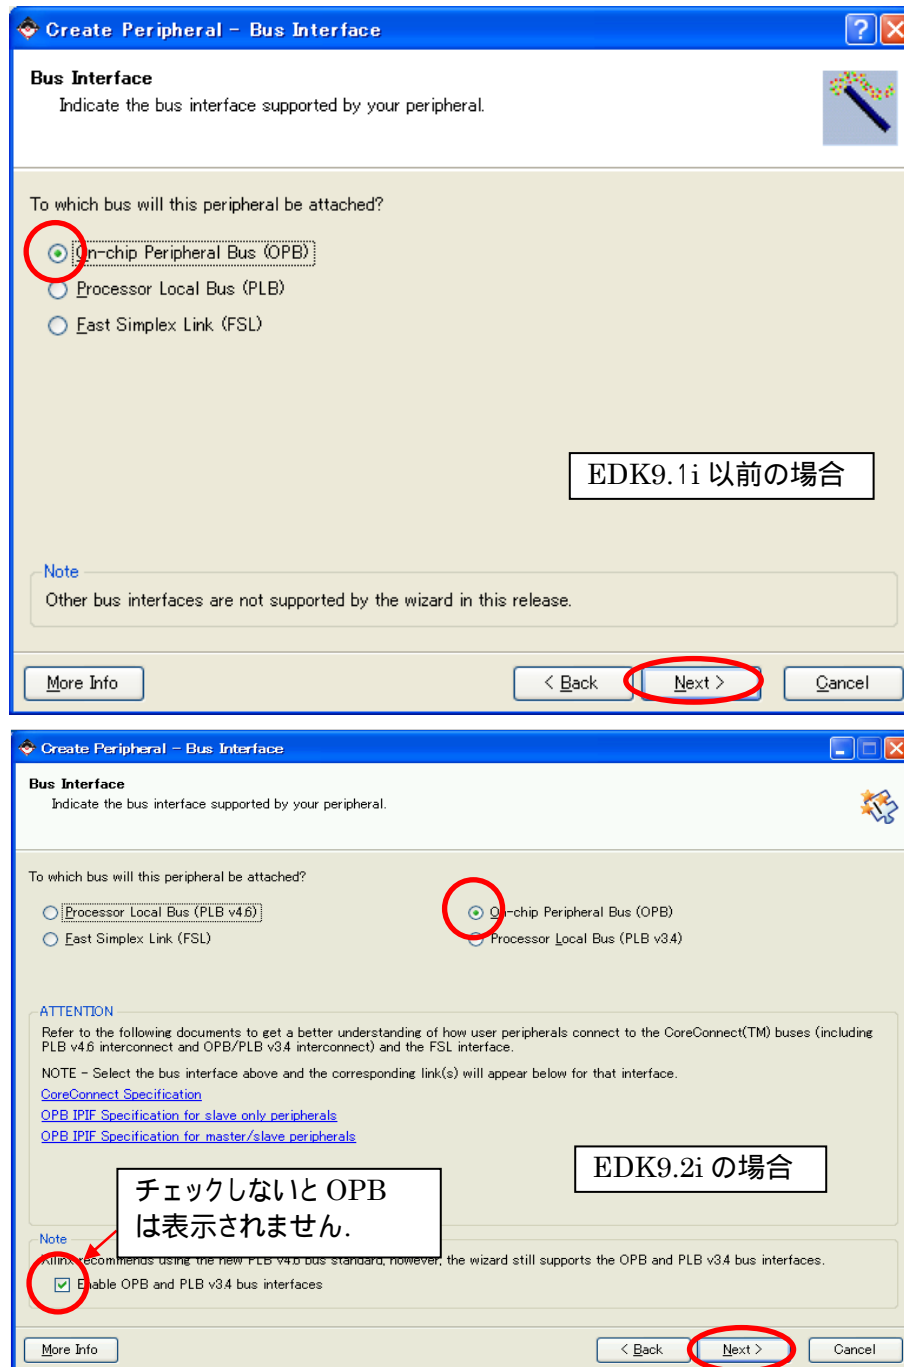 Create Peripheral - Bus Interface
Bus Interface
Indicate the bus interface supported by your peripheral.
To which bus will this peripheral be attached?
On-chip Peripheral Bus (OPB)
Processor Local Bus (PLB)
Fast Simplex Link (FSL)
EDK9.1i 以前の場合
Note
Other bus interfaces are not supported by the wizard in this release.
More Info
< Back
Next >
Cancel
Create Peripheral - Bus Interface
Bus Interface
Indicate the bus interface supported by your peripheral.
To which bus will this peripheral be attached?
Processor Local Bus (PLB v4.6)
On-chip Peripheral Bus (OPB)
Fast Simplex Link (FSL)
Processor Local Bus (PLB v3.4)
ATTENTION
Refer to the following documents to get a better understanding of how user peripherals connect to the CoreConnect(TM) buses (including
PLB v4.6 interconnect and OPB/PLB v3.4 interconnect) and the FSL interface.
NOTE - Select the bus interface above and the corresponding link(s) will appear below for that interface.
CoreConnect Specification
OPB IPIF Specification for slave only peripherals
OPB IPIF Specification for master/slave peripherals
EDK9.2i の場合
チェックしないと OPB
は表示されません.
Note
Xilinx recommends using the new PLB v4.6 bus standard, however, the wizard still supports the OPB and PLB v3.4 bus interfaces.
Enable OPB and PLB v3.4 bus interfaces
More Info
< Back
Next >
Cancel